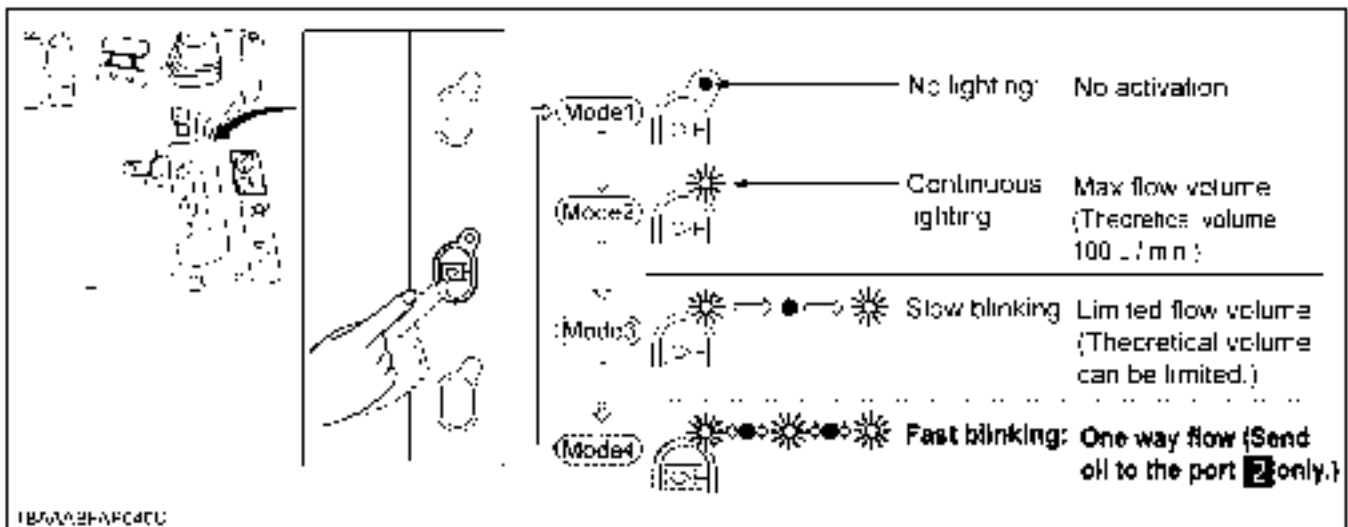 Mode1
No lighting: No activation
Mode2
Continuous lighting
Max flow volume
(Theoretical volume
100 L / min.)
Mode3
Slow blinking
Limited flow volume
(Theoretical volume
can be limited.)
Mode4
Fast blinking:
One way flow (Send
oil to the port 2 only.)